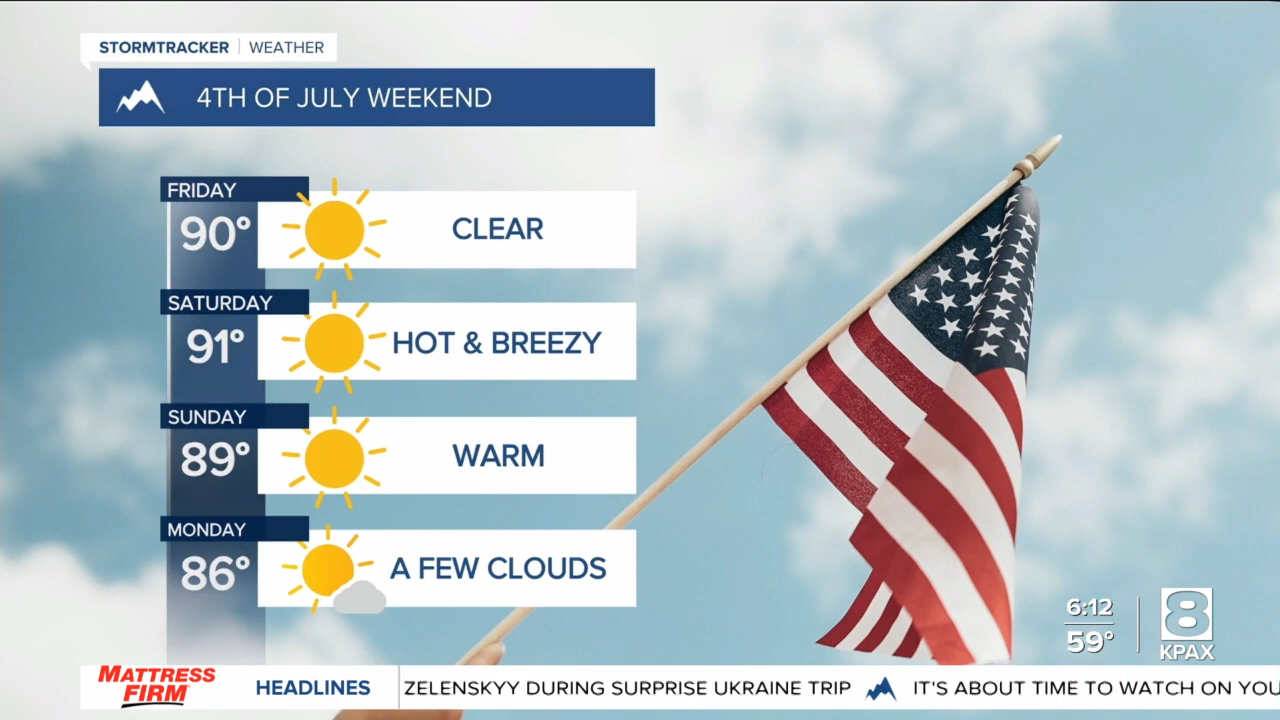 STORMTRACKER | WEATHER
4TH OF JULY WEEKEND
FRIDAY
90°
CLEAR
SATURDAY
91°
HOT & BREEZY
SUNDAY
89°
WARM
MONDAY
86°
A FEW CLOUDS
6:12
59°
8
KPAX
MATTRESS
FIRM
HEADLINES
ZELENSKYY DURING SURPRISE UKRAINE TRIP
IT'S ABOUT TIME TO WATCH ON YOU